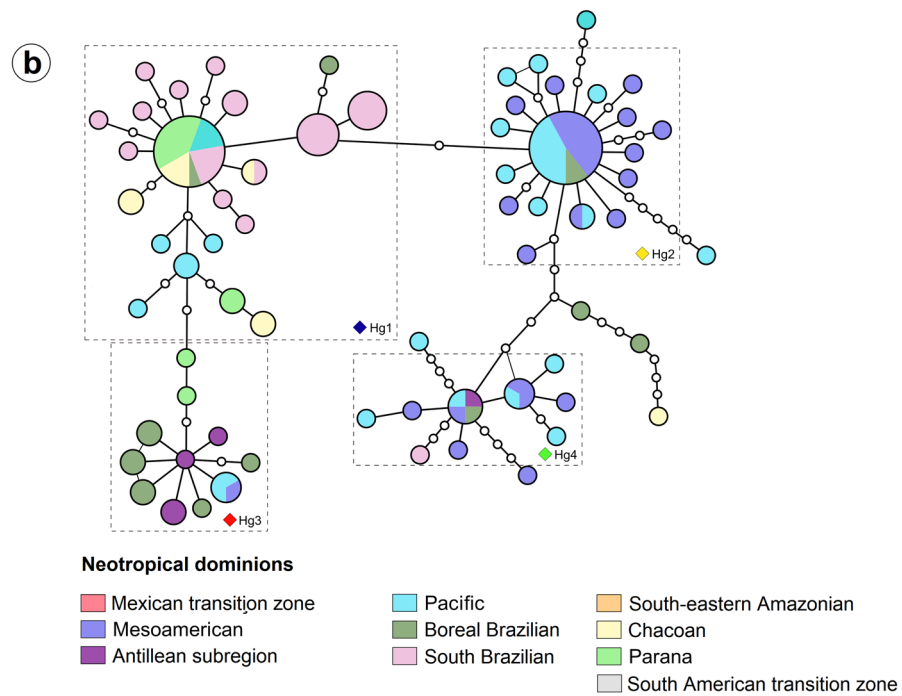 b
Hg2
Hg1
Hg4
Hg3
Neotropical dominions
Mexican transition zone
Mesoamerican
Antillean subregion
Pacific
Boreal Brazilian
South Brazilian
South-eastern Amazonian
Chacoan
Parana
South American transition zone